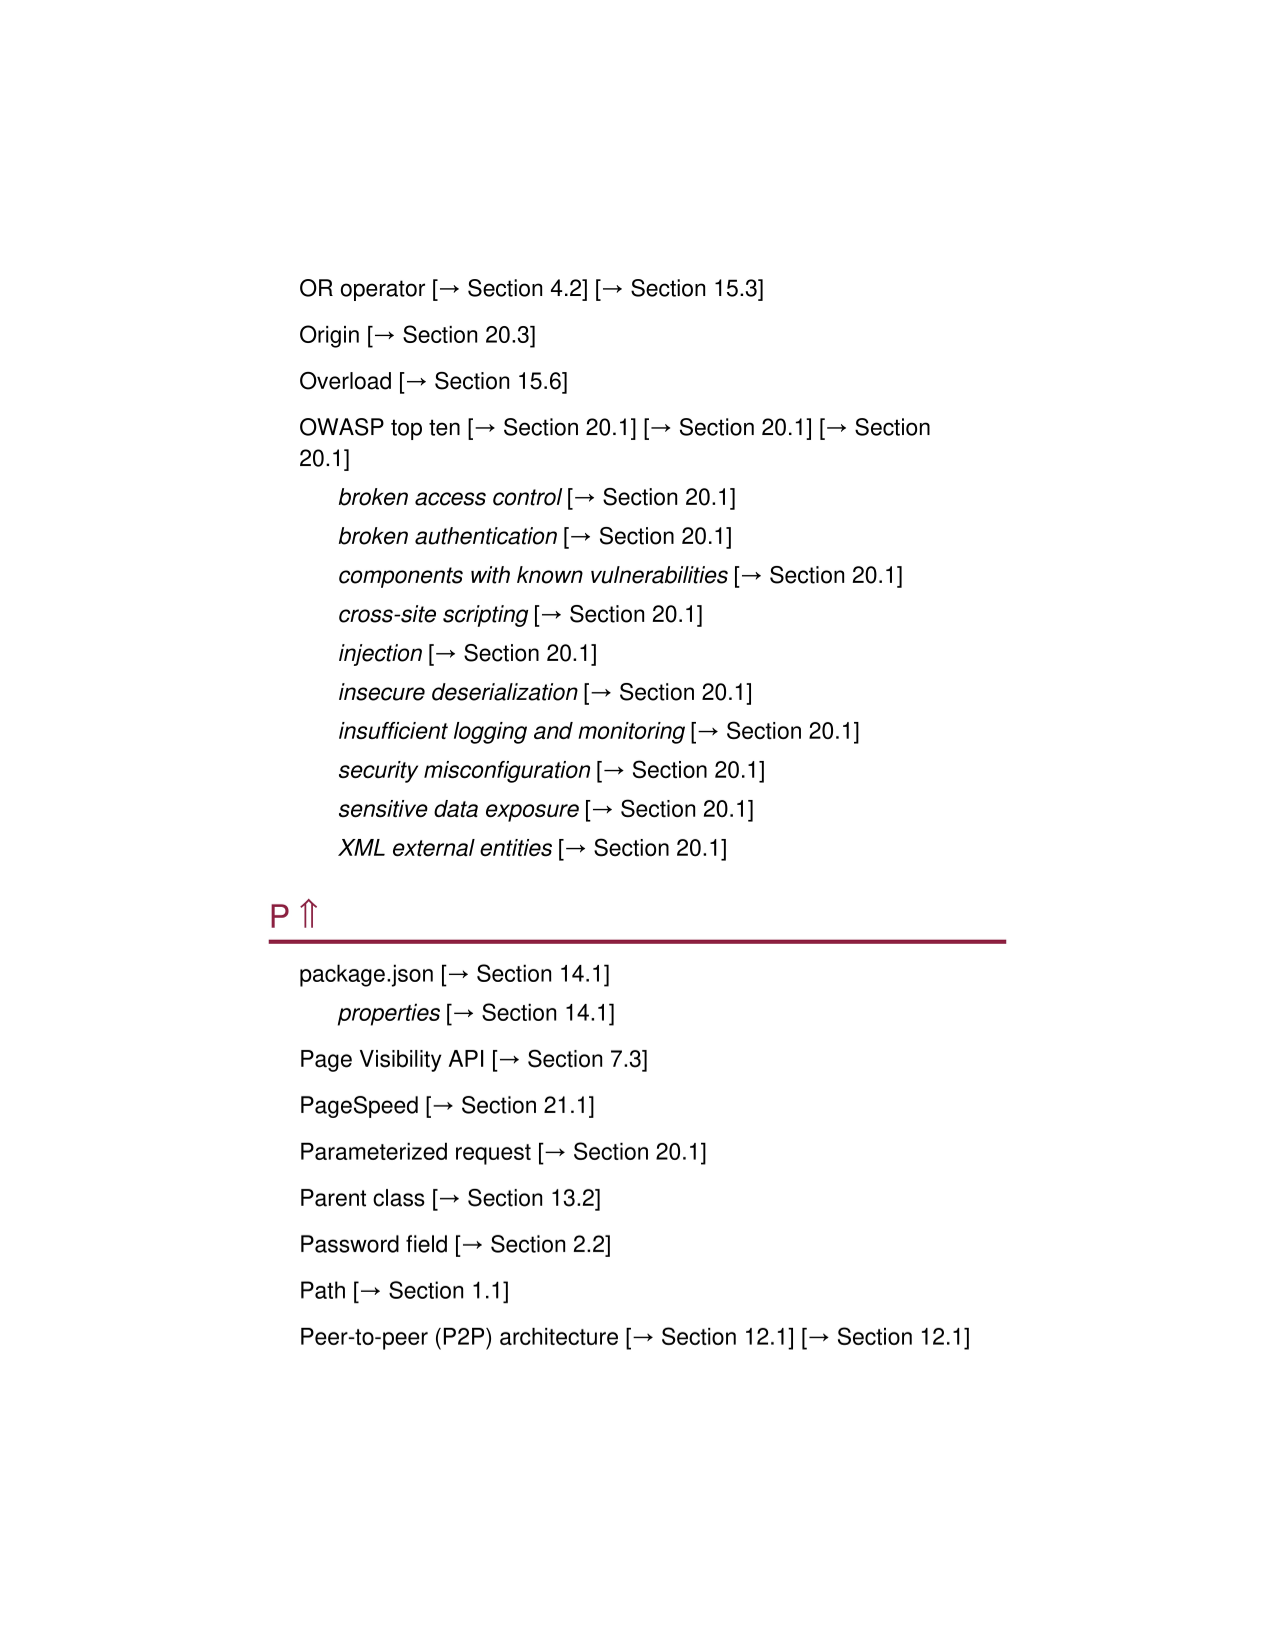 OR operator [→ Section 4.2] [→ Section 15.3]
Origin [→ Section 20.3]
Overload [→ Section 15.6]
OWASP top ten [→ Section 20.1] [→ Section 20.1] [→ Section
20.1]
broken access control [→ Section 20.1]
broken authentication [→ Section 20.1]
components with known vulnerabilities [→ Section 20.1]
cross-site scripting [→ Section 20.1]
injection [→ Section 20.1]
insecure deserialization [→ Section 20.1]
insufficient logging and monitoring [→ Section 20.1]
security misconfiguration [→ Section 20.1]
sensitive data exposure [→ Section 20.1]
XML external entities [→ Section 20.1]
P ⇑
package.json [→ Section 14.1]
properties [→ Section 14.1]
Page Visibility API [→ Section 7.3]
PageSpeed [→ Section 21.1]
Parameterized request [→ Section 20.1]
Parent class [→ Section 13.2]
Password field [→ Section 2.2]
Path [→ Section 1.1]
Peer-to-peer (P2P) architecture [→ Section 12.1] [→ Section 12.1]